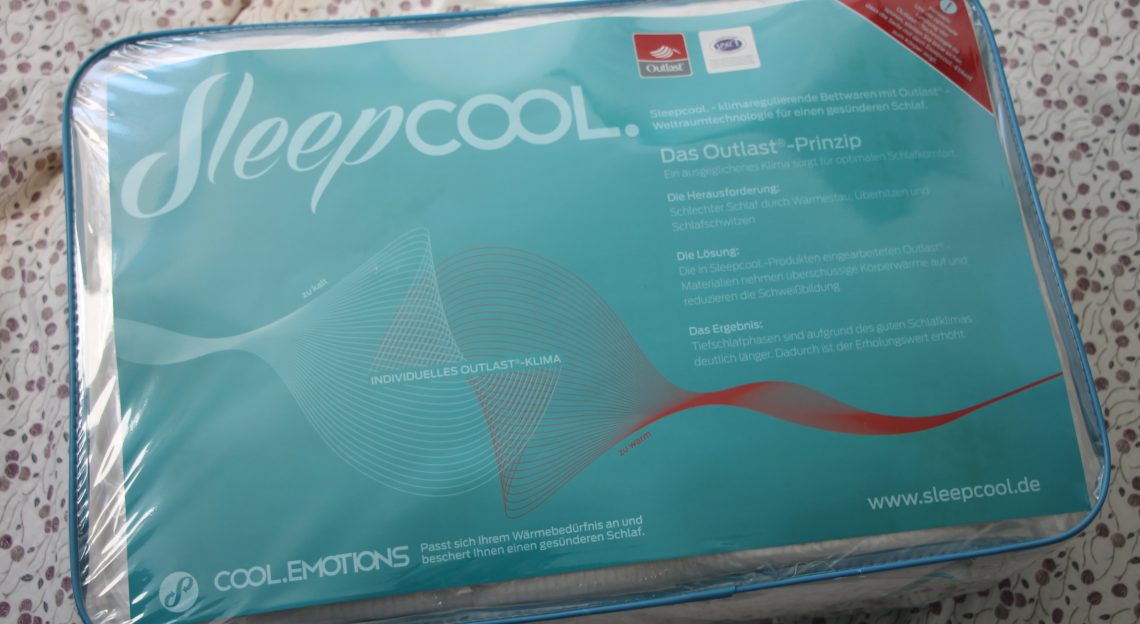 Sleepcool.
Outlast®
SPACE
Sleepcool. - klimaregulierende Bettwaren mit Outlast® -
Weltraumtechnologie für einen gesünderen Schlaf.
Das Outlast®-Prinzip
Ein ausgeglichenes Klima sorgt für optimalen Schlafkomfort.
Die Herausforderung:
Schlechter Schlaf durch Wärmestau, Überhitzen und
Schlafschwitzen
Die Lösung:
Die in Sleepcool.-Produkten eingearbeiteten Outlast® -
Materialien nehmen überschüssige Körperwärme auf und
reduzieren die Schweißbildung
Das Ergebnis:
Tiefschlafphasen sind aufgrund des guten Schlafklimas
deutlich länger. Dadurch ist der Erholungswert erhöht.
zu kalt
INDIVIDUELLES OUTLAST®-KLIMA
zu warm
www.sleepcool.de
COOL.EMOTIONS
Passt sich Ihrem Wärmebedürfnis an und
beschert Ihnen einen gesünderen Schlaf.